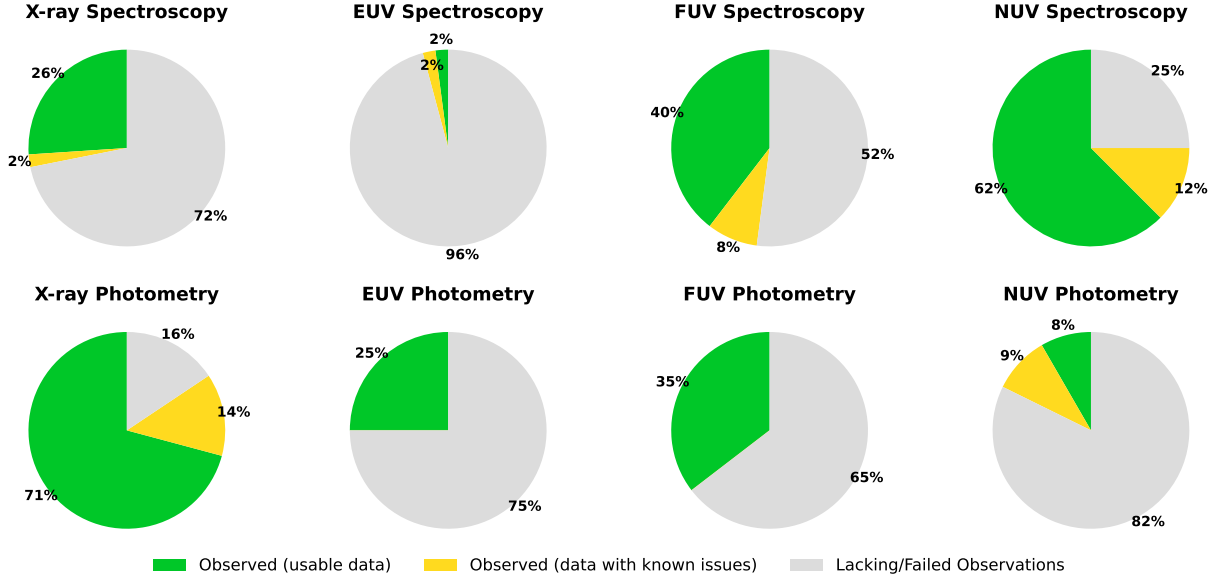 X-ray Spectroscopy
26%
2%
72%
EUV Spectroscopy
2%
2%
96%
FUV Spectroscopy
40%
8%
52%
NUV Spectroscopy
62%
25%
12%
X-ray Photometry
16%
14%
71%
EUV Photometry
25%
75%
FUV Photometry
35%
65%
NUV Photometry
8%
9%
82%
Observed (usable data)
Observed (data with known issues)
Lacking/Failed Observations